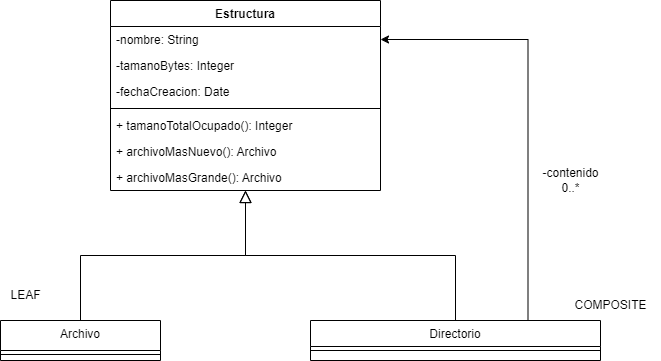 Estructura
-nombre: String
-tamanoBytes: Integer
-fechaCreacion: Date
+ tamanoTotalOcupado(): Integer
+ archivoMasNuevo(): Archivo
+ archivoMasGrande(): Archivo
-contenido
0..*
LEAF
COMPOSITE
Archivo
Directorio